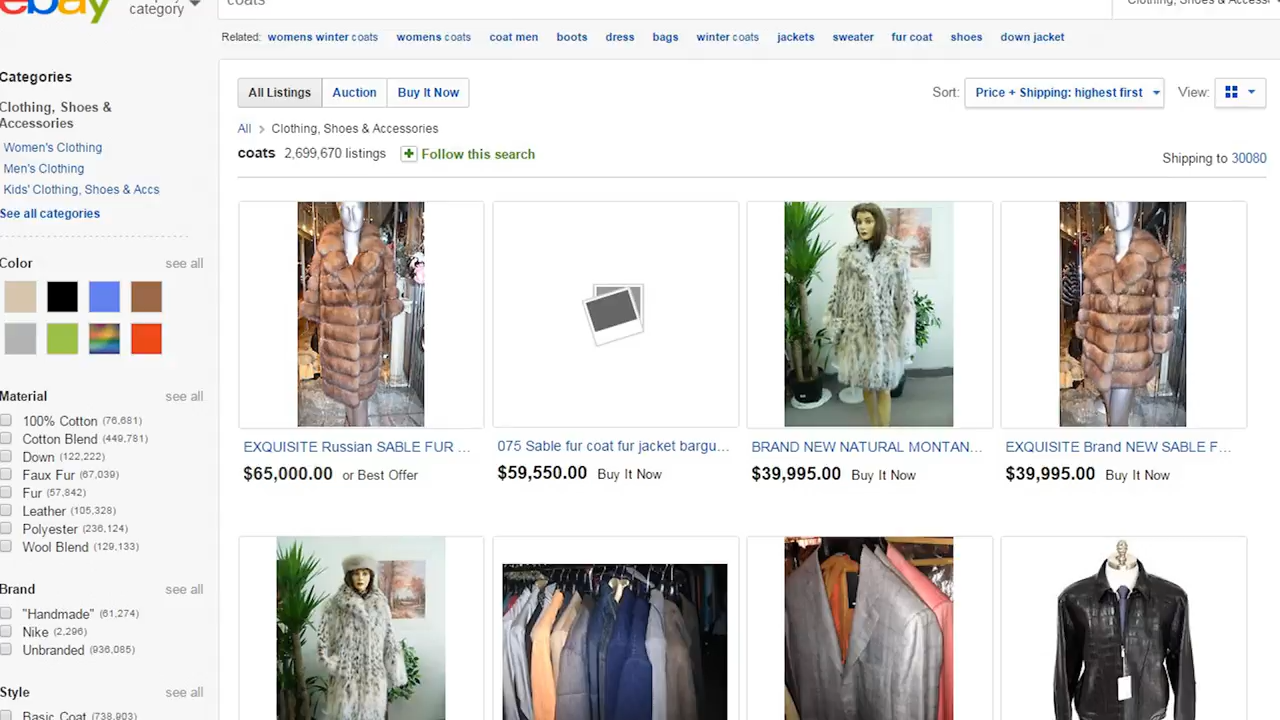 ebay
category
coats
Related: womens winter coats womens coats coat men boots dress bags winter coats jackets sweater fur coat shoes down jacket
Categories
Clothing, Shoes &
Accessories
Women's Clothing
Men's Clothing
Kids' Clothing, Shoes & Accs
See all categories
Color see all
Material see all
100% Cotton (76,681)
Cotton Blend (449,781)
Down (122,222)
Faux Fur (67,039)
Fur (57,842)
Leather (105,328)
Polyester (236,124)
Wool Blend (129,133)
Brand see all
"Handmade" (61,274)
Nike (2,296)
Unbranded (936,085)
Style see all
Basic Coat (738,903)
All Listings Auction Buy It Now
Sort: Price + Shipping: highest first View:
All > Clothing, Shoes & Accessories
coats 2,699,670 listings + Follow this search
Shipping to 30080
EXQUISITE Russian SABLE FUR ...
$65,000.00 or Best Offer
075 Sable fur coat fur jacket bargu...
$59,550.00 Buy It Now
BRAND NEW NATURAL MONTAN...
$39,995.00 Buy It Now
EXQUISITE Brand NEW SABLE F...
$39,995.00 Buy It Now